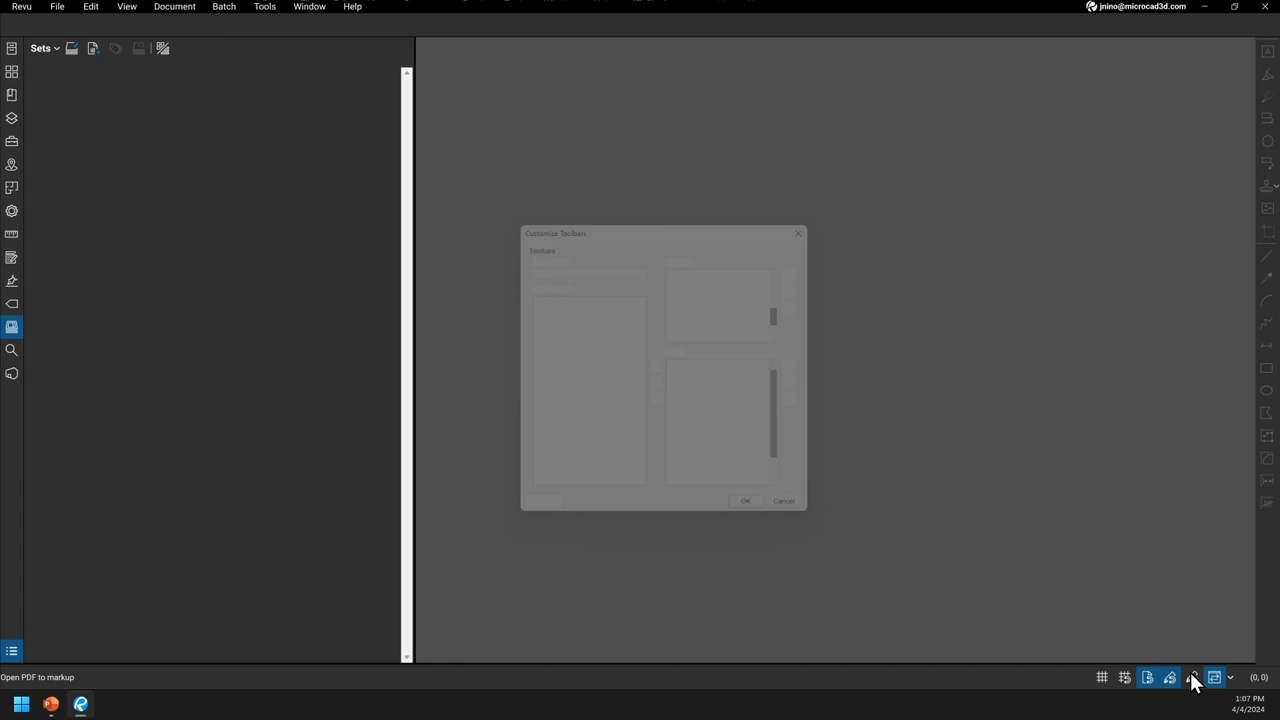 Revu File Edit View Document Batch Tools Window Help
jnino@microcad3d.com
Sets
Customize Toolbars
Toolbars
OK Cancel
Open PDF to markup
(0, 0)
1:07 PM
4/4/2024